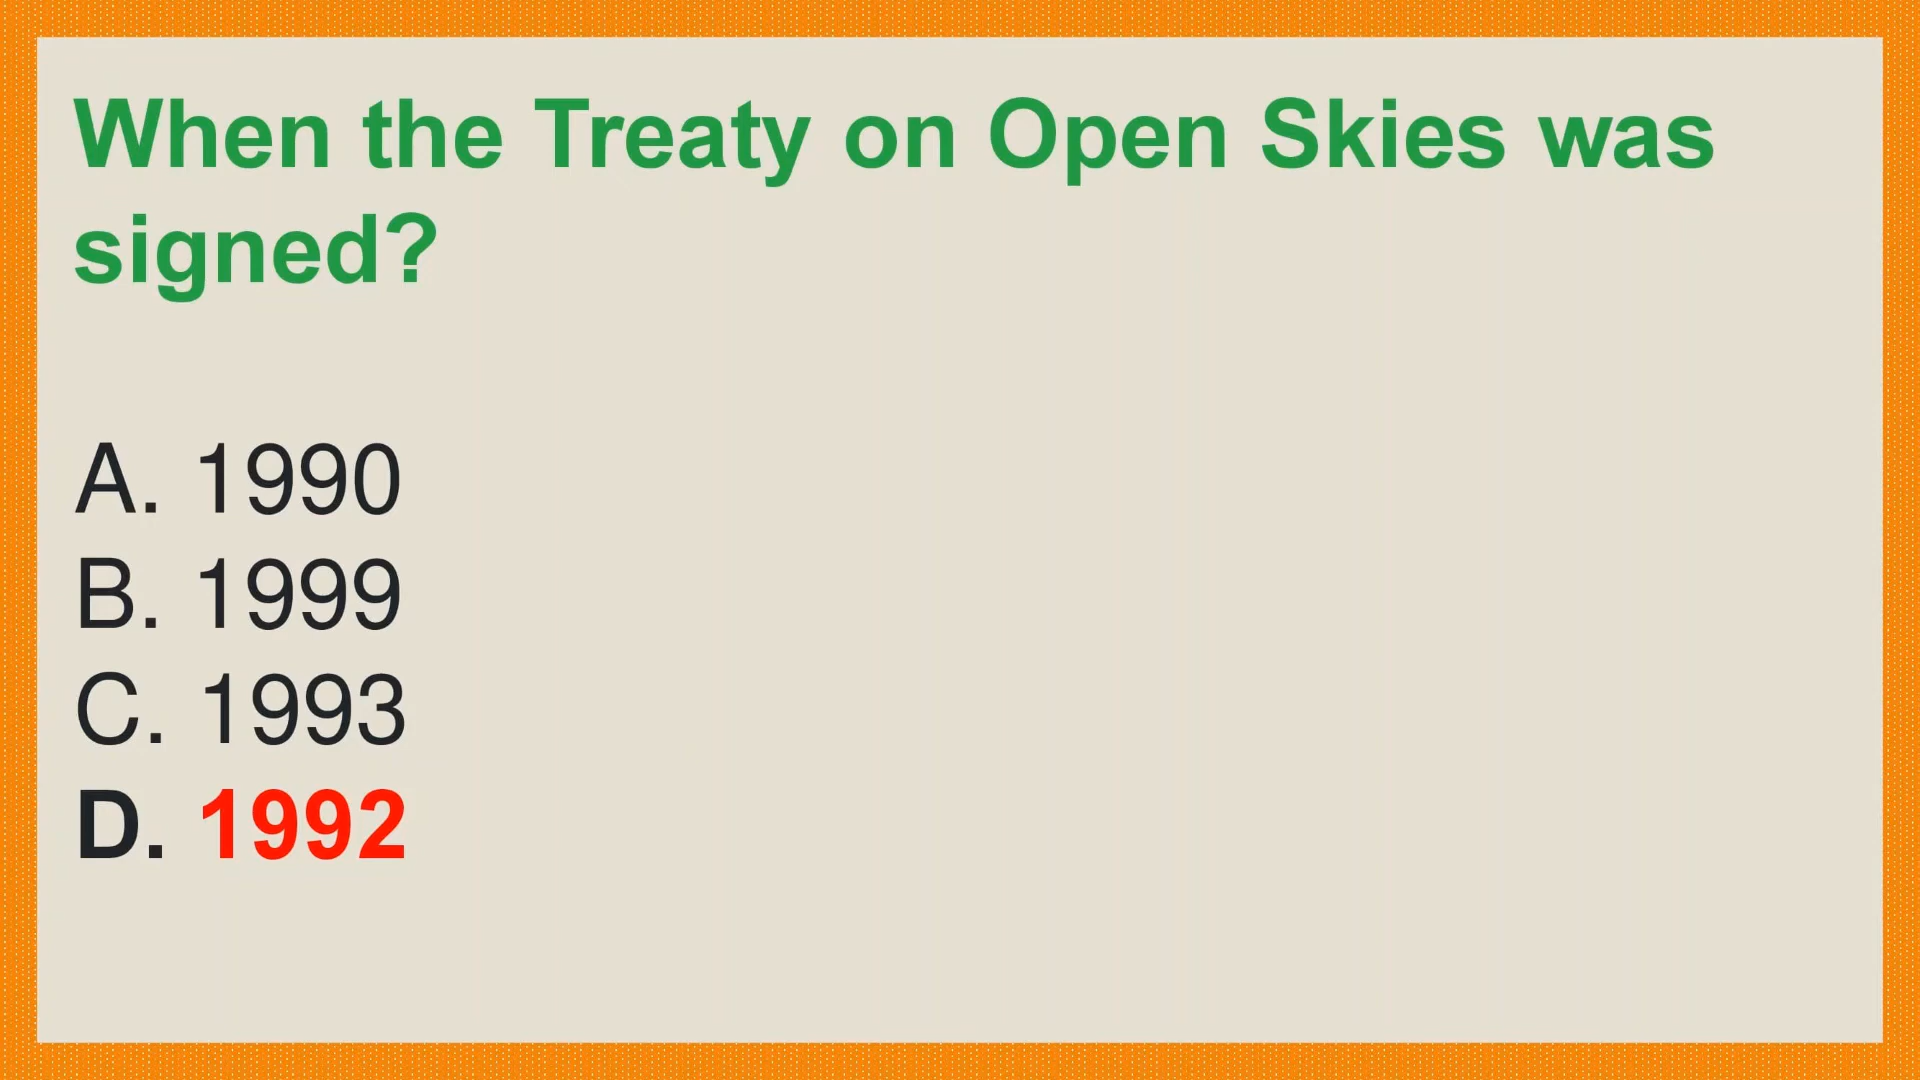 When the Treaty on Open Skies was
signed?
A. 1990
B. 1999
C. 1993
D. 1992